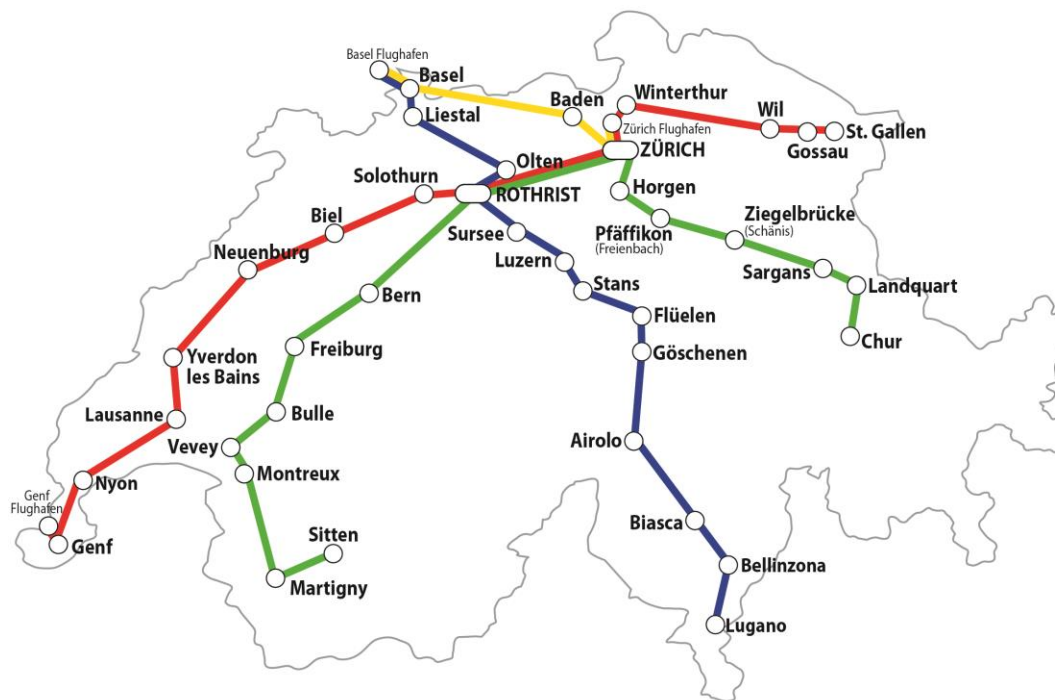 Basel Flughafen
Basel
Liestal
Baden
Winterthur
Zürich Flughafen
Wil
St. Gallen
Gossau
ZÜRICH
Olten
Solothurn
ROTHRIST
Horgen
Biel
Sursee
Pfäffikon
(Freienbach)
Ziegelbrücke
(Schänis)
Neuenburg
Luzern
Sargans
Landquart
Bern
Stans
Flüelen
Chur
Freiburg
Göschenen
Yverdon
les Bains
Lausanne
Bulle
Vevey
Airolo
Montreux
Nyon
Genf
Flughafen
Genf
Sitten
Martigny
Biasca
Bellinzona
Lugano